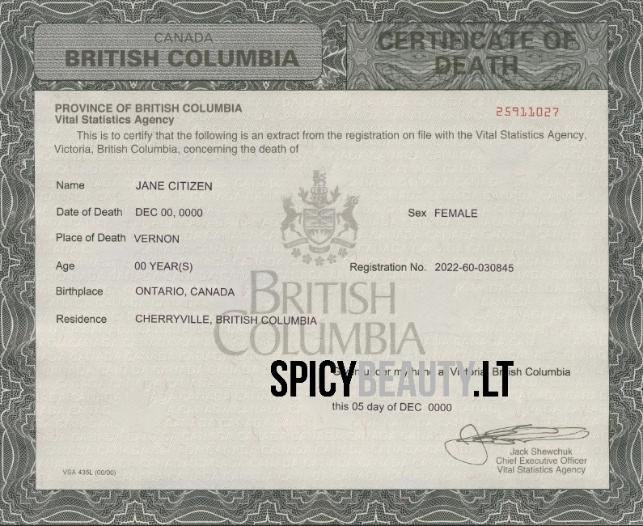 CANADA
BRITISH COLUMBIA
CERTIFICATE OF
DEATH
PROVINCE OF BRITISH COLUMBIA
Vital Statistics Agency
25911027
This is to certify that the following is an extract from the registration on file with the Vital Statistics Agency,
Victoria, British Columbia, concerning the death of
Name JANE CITIZEN
Date of Death DEC 00, 0000 Sex FEMALE
Place of Death VERNON
Age 00 YEAR(S) Registration No. 2022-60-030845
Birthplace ONTARIO, CANADA
BRITISH
Residence CHERRYVILLE, BRITISH COLUMBIA
COLUMBIA
Given under my hand at Victoria, British Columbia
SPICYBEAUTY.LT
this 05 day of DEC 0000
Jack Shewchuk
Chief Executive Officer
Vital Statistics Agency
VSA 435L (00/00)